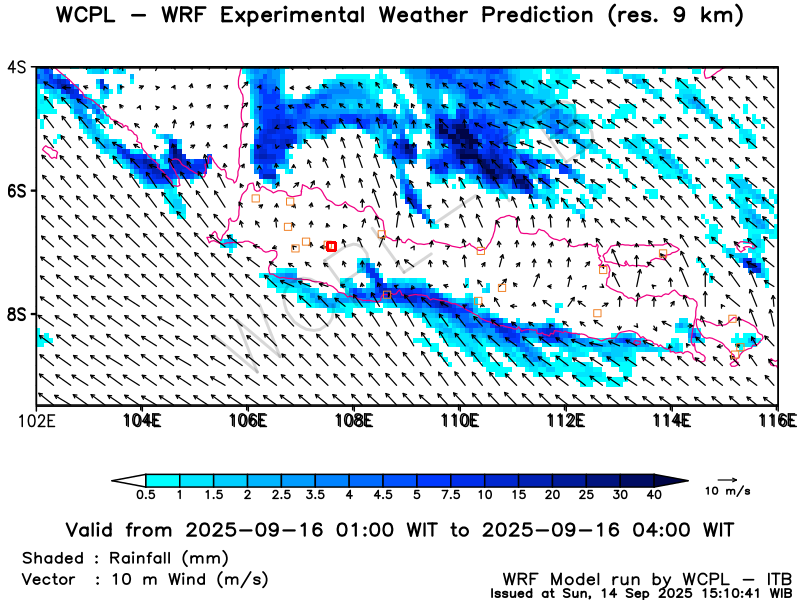 WCPL – WRF Experimental Weather Prediction (res. 9 km)
4S
6S
8S
102E 104E 106E 108E 110E 112E 114E 116E
WCPL
0.5 1 1.5 2 2.5 3.5 4 4.5 5 7.5 10 15 20 25 30 40
10 m/s
Valid from 2025-09-16 01:00 WIT to 2025-09-16 04:00 WIT
Shaded : Rainfall (mm)
Vector : 10 m Wind (m/s)
WRF Model run by WCPL – ITB
Issued at Sun, 14 Sep 2025 15:10:41 WIB